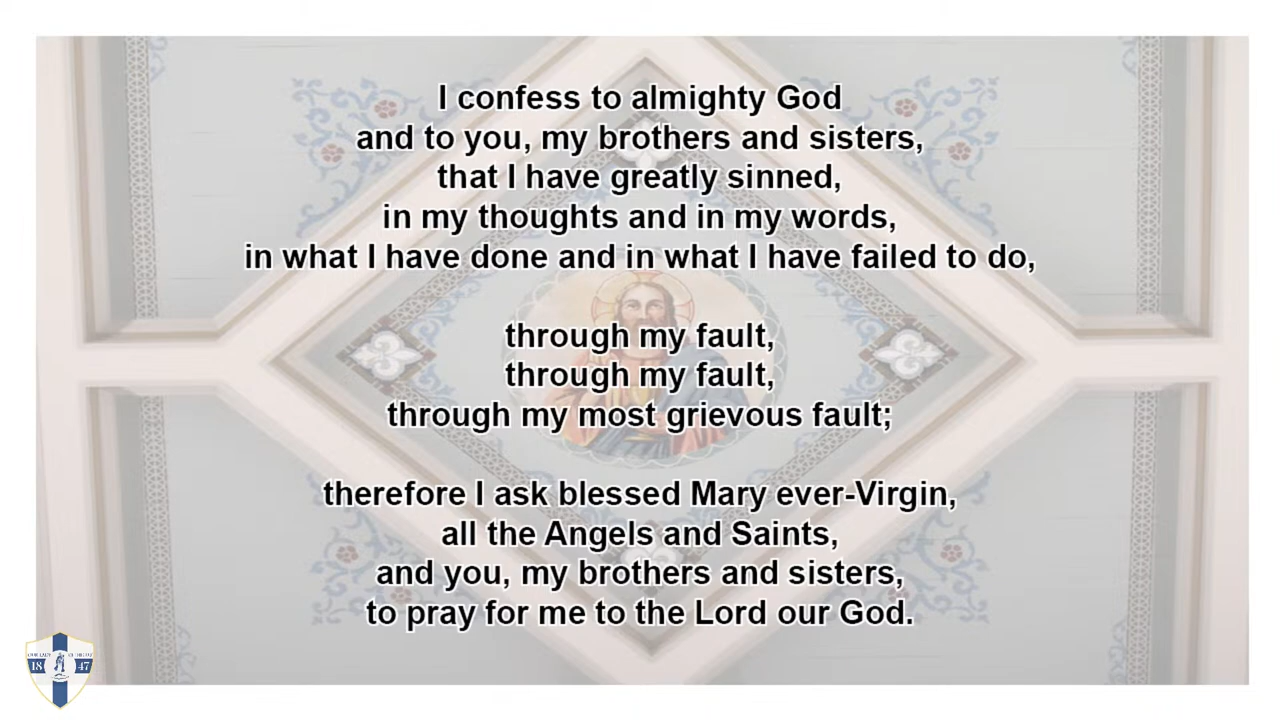 I confess to almighty God
and to you, my brothers and sisters,
that I have greatly sinned,
in my thoughts and in my words,
in what I have done and in what I have failed to do,
through my fault,
through my fault,
through my most grievous fault;
therefore I ask blessed Mary ever-Virgin,
all the Angels and Saints,
and you, my brothers and sisters,
to pray for me to the Lord our God.
18 47